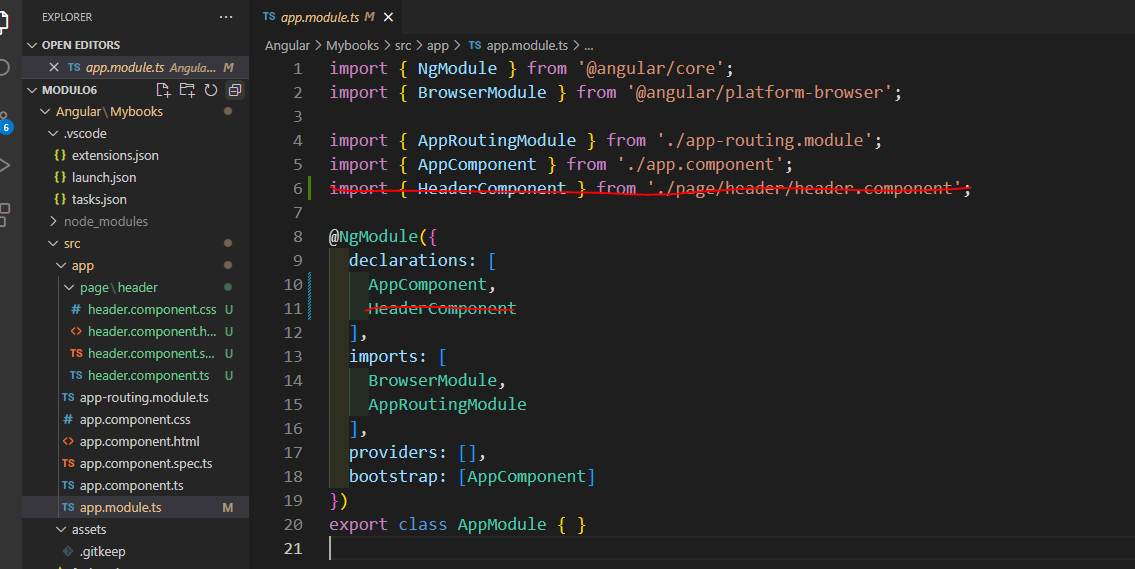 EXPLORER ...
OPEN EDITORS
TS app.module.ts Angula... M
MODULO6
Angular\Mybooks
.vscode
{} extensions.json
{} launch.json
{} tasks.json
node_modules
src
app
page\header
# header.component.css U
<> header.component.h... U
TS header.component.s... U
TS header.component.ts U
TS app-routing.module.ts
# app.component.css
<> app.component.html
TS app.component.spec.ts
TS app.component.ts
TS app.module.ts M
assets
.gitkeep
6
TS app.module.ts M
Angular > Mybooks > src > app > TS app.module.ts > ...
1 import { NgModule } from '@angular/core';
2 import { BrowserModule } from '@angular/platform-browser';
3
4 import { AppRoutingModule } from './app-routing.module';
5 import { AppComponent } from './app.component';
6 import { HeaderComponent } from './page/header/header.component';
7
8 @NgModule({
9 declarations: [
10 AppComponent,
11 HeaderComponent
12 ],
13 imports: [
14 BrowserModule,
15 AppRoutingModule
16 ],
17 providers: [],
18 bootstrap: [AppComponent]
19 })
20 export class AppModule { }
21